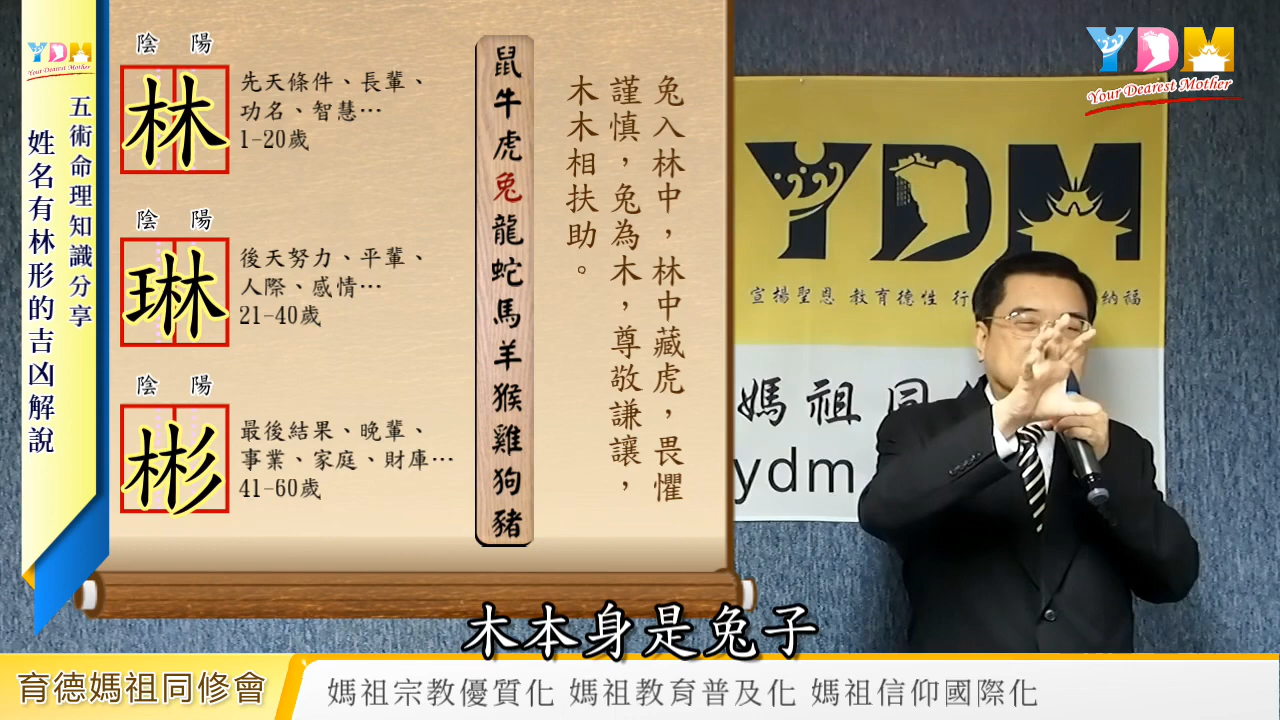 YDM
Your Dearest Mother
五術命理知識分享
姓名有林形的吉凶解說
陰 陽
林
先天條件、長輩、
功名、智慧…
1-20歲
陰 陽
琳
後天努力、平輩、
人際、感情…
21-40歲
陰 陽
彬
最後結果、晚輩、
事業、家庭、財庫…
41-60歲
鼠牛虎兔龍蛇馬羊猴雞狗豬
兔入林中，林中藏虎，畏懼
謹慎，兔為木，尊敬謙讓，
木木相扶助。
YDM
Your Dearest Mother
YDM
宣揚聖恩 教育德性 行 納福
媽祖同
ydm
木本身是兔子
育德媽祖同修會
媽祖宗教優質化 媽祖教育普及化 媽祖信仰國際化